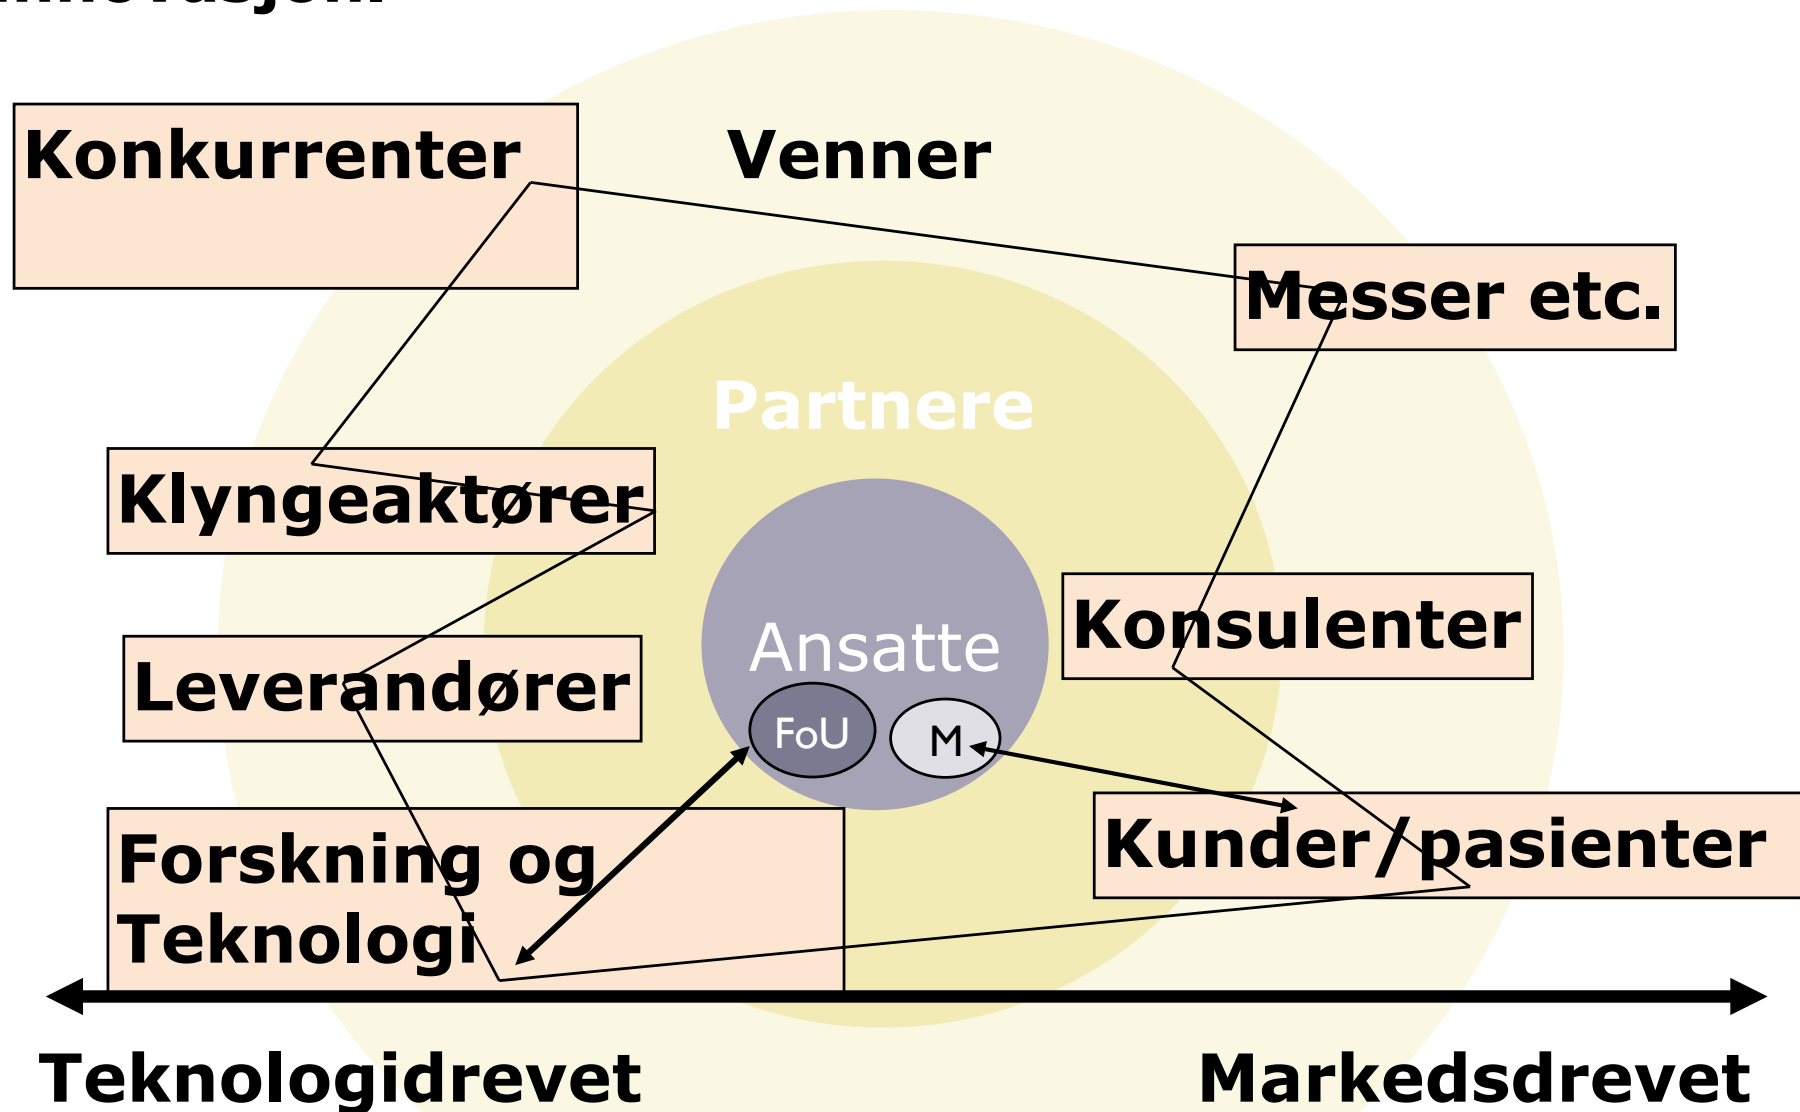 Konkurrenter
Venner
Messer etc.
Partnere
Klyngeaktører
Konsulenter
Ansatte
Leverandører
FoU
M
Kunder/pasienter
Forskning og
Teknologi
Teknologidrevet
Markedsdrevet